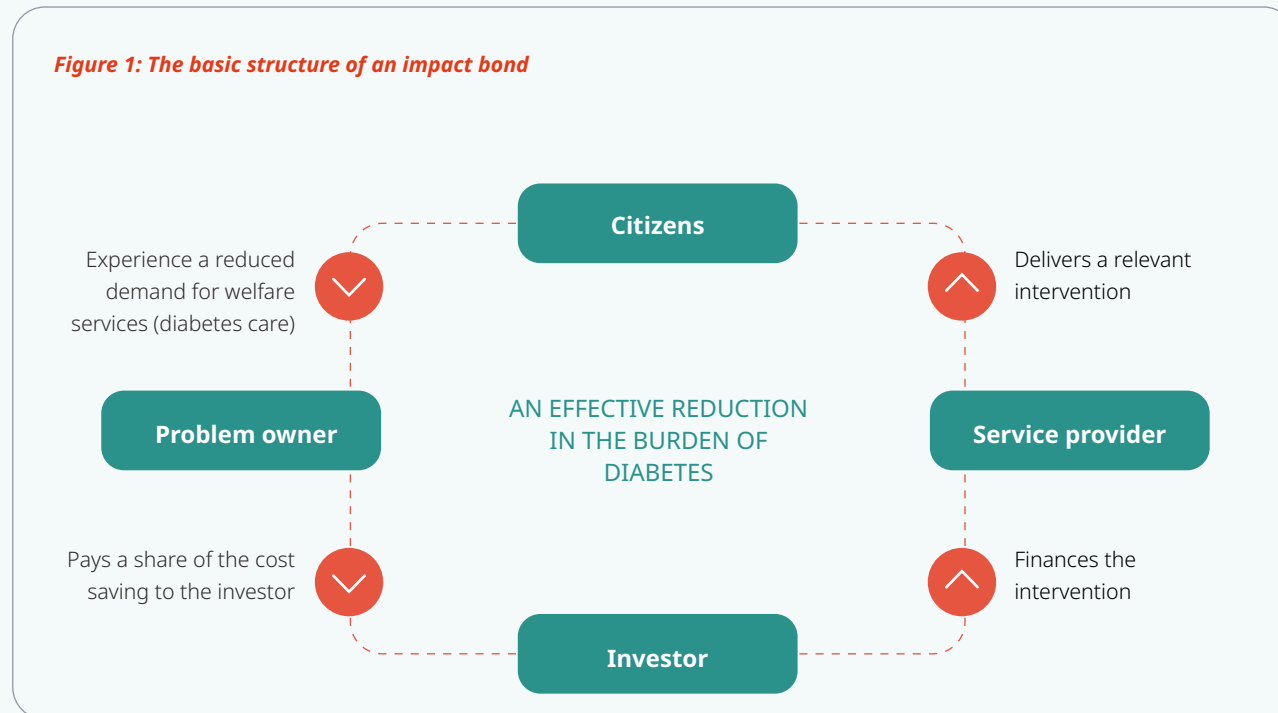 Figure 1: The basic structure of an impact bond
Citizens
Experience a reduced
demand for welfare
services (diabetes care)
Delivers a relevant
intervention
Problem owner
AN EFFECTIVE REDUCTION
IN THE BURDEN OF
DIABETES
Service provider
Pays a share of the cost
saving to the investor
Finances the
intervention
Investor